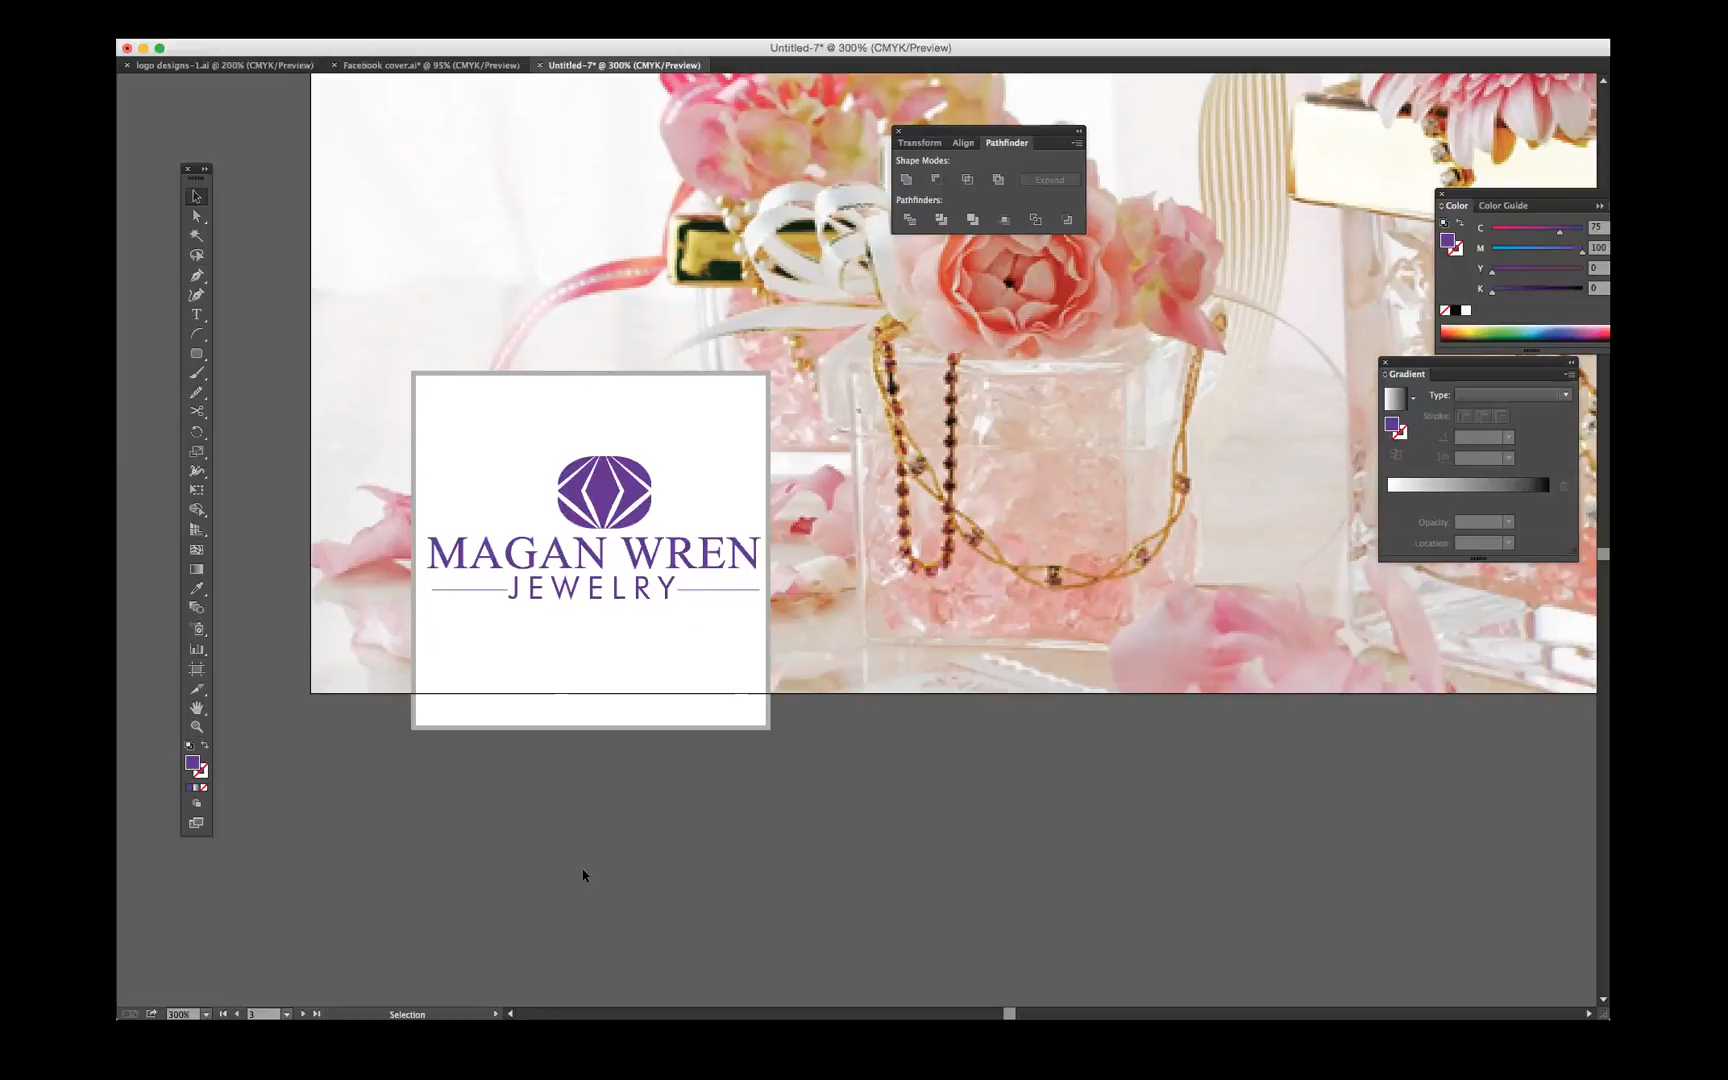 Untitled-7* @ 300% (CMYK/Preview)
logo designs-1.ai @ 200% (CMYK/Preview)
Facebook cover.ai* @ 95% (CMYK/Preview)
Untitled-7* @ 300% (CMYK/Preview)
Transform
Align
Pathfinder
Shape Modes:
Expand
Pathfinders:
Color
Color Guide
C
75
M
100
Y
0
K
0
Gradient
Type:
Stroke:
Opacity:
Location:
T
MAGAN WREN
JEWELRY
300%
3
Selection